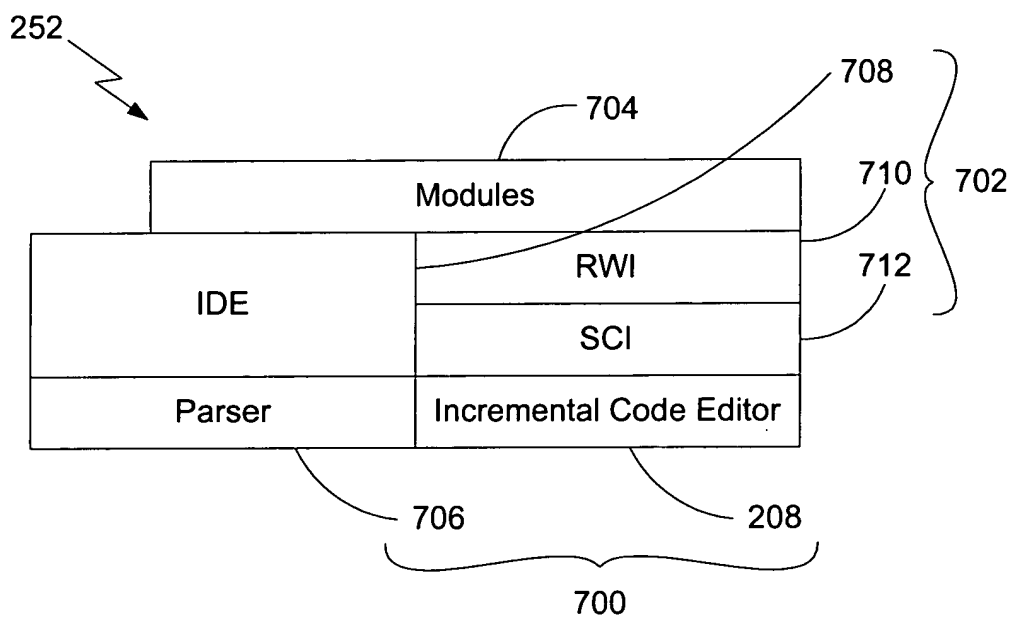 252
708
704
Modules
710
702
RWI
712
IDE
SCI
Parser
Incremental Code Editor
706
208
700